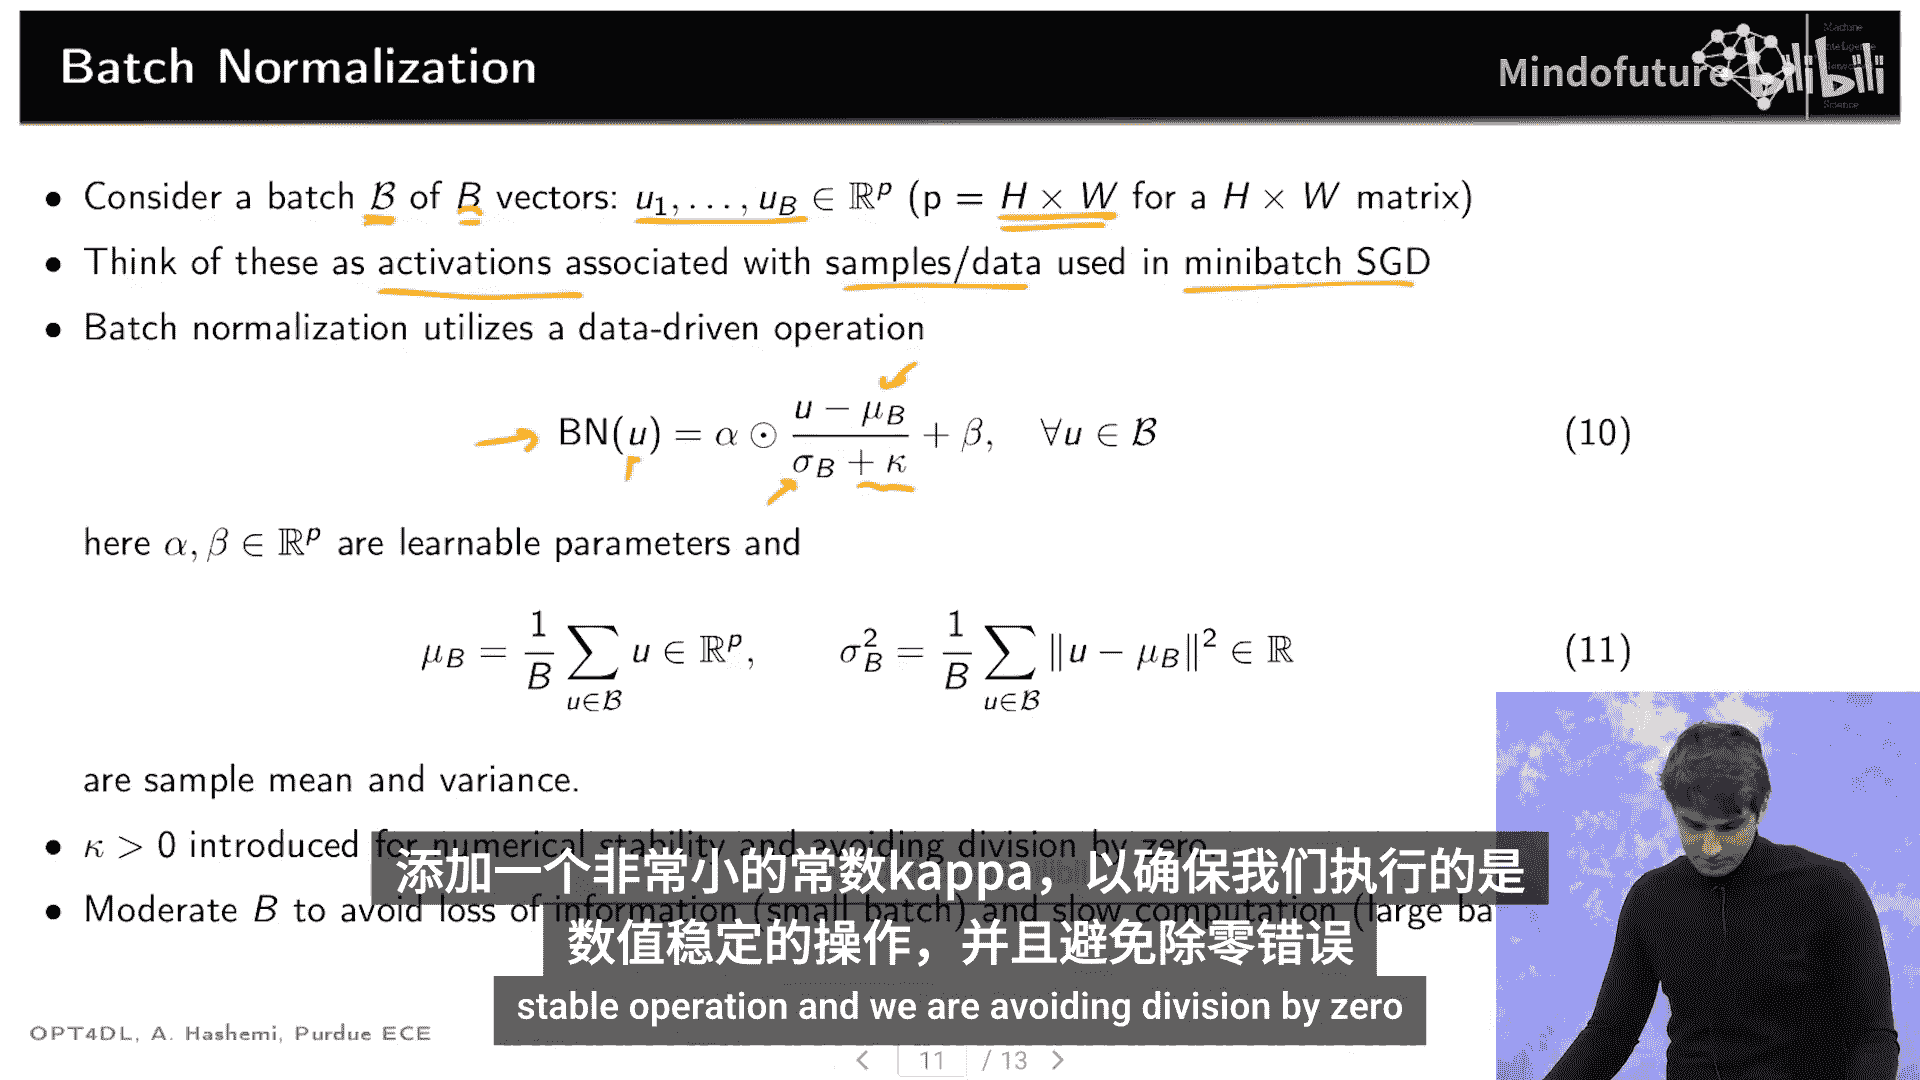 Batch Normalization
Mindofuture
bilibili
Machine
Science
• Consider a batch ℬ of B vectors: u₁, . . . , u_B ∈ ℝᵖ (p = H × W for a H × W matrix)
• Think of these as activations associated with samples/data used in minibatch SGD
• Batch normalization utilizes a data-driven operation
BN(u) = α ⊙ (u − μ_B)/(σ_B + κ) + β, ∀u ∈ ℬ (10)
here α, β ∈ ℝᵖ are learnable parameters and
μ_B = 1/B ∑_{u∈ℬ} u ∈ ℝᵖ, σ²_B = 1/B ∑_{u∈ℬ} ‖u − μ_B‖² ∈ ℝ (11)
are sample mean and variance.
• κ > 0 introduced for numerical stability and avoiding division by zero.
添加一个非常小的常数kappa，以确保我们执行的是
• Moderate B to avoid loss of information (small batch) and slow computation (large ba
数值稳定的操作，并且避免除零错误
stable operation and we are avoiding division by zero
OPT4DL, A. Hashemi, Purdue ECE
11 / 13